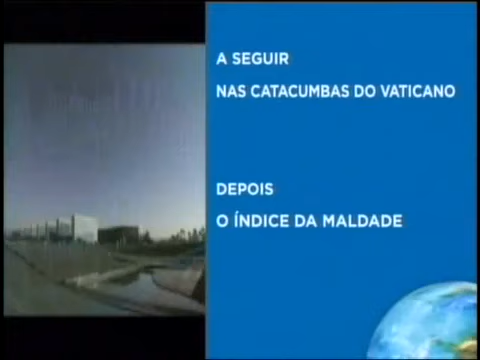 A SEGUIR
NAS CATACUMBAS DO VATICANO
DEPOIS
O ÍNDICE DA MALDADE